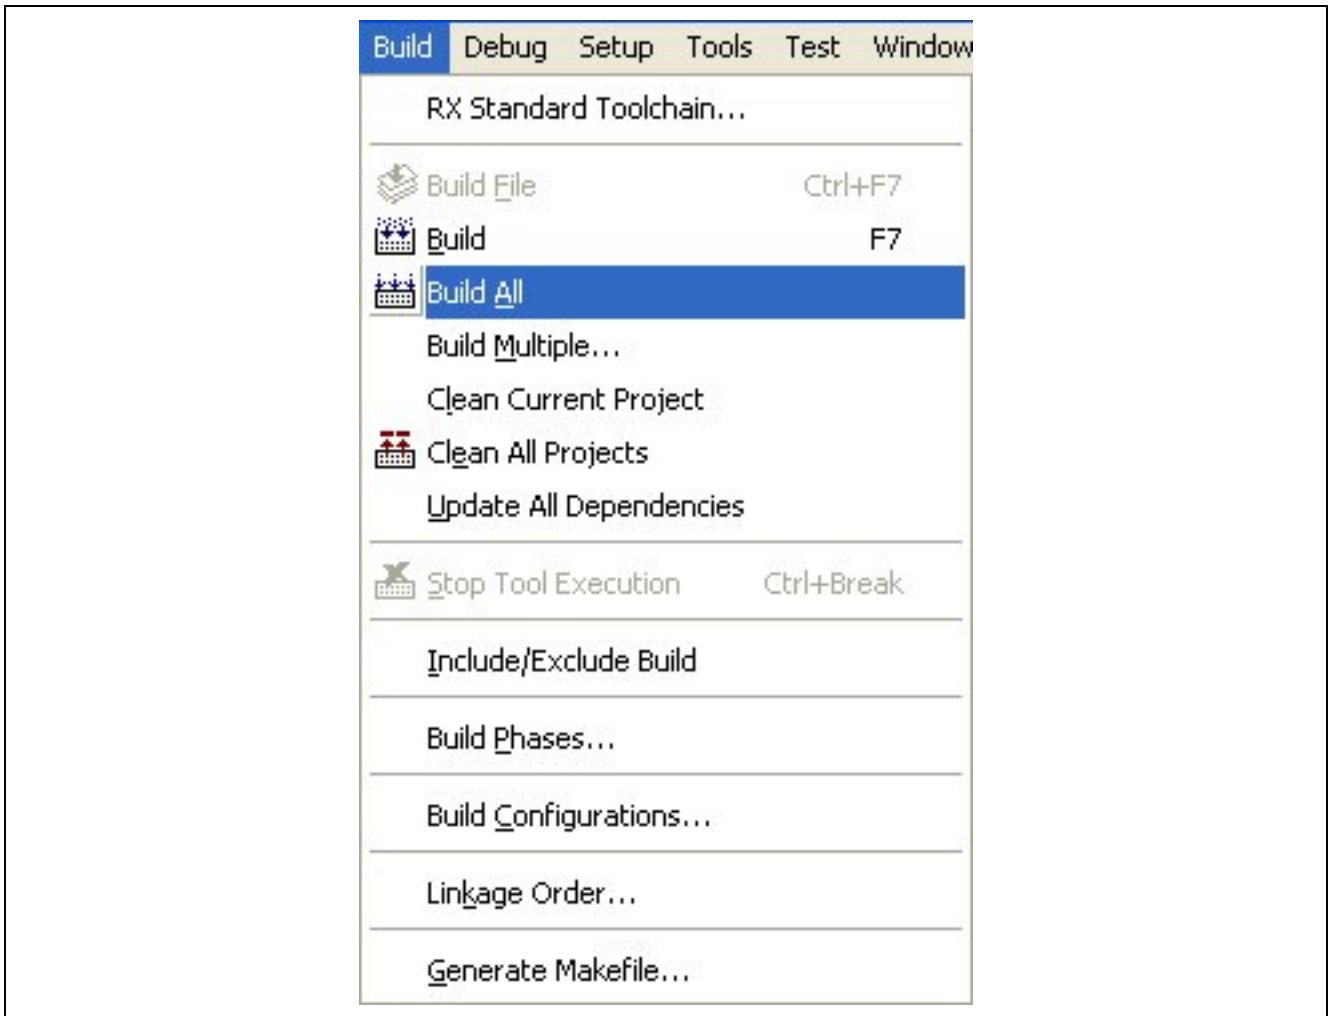 Build Debug Setup Tools Test Window
RX Standard Toolchain...
Build File Ctrl+F7
Build F7
Build All
Build Multiple...
Clean Current Project
Clean All Projects
Update All Dependencies
Stop Tool Execution Ctrl+Break
Include/Exclude Build
Build Phases...
Build Configurations...
Linkage Order...
Generate Makefile...